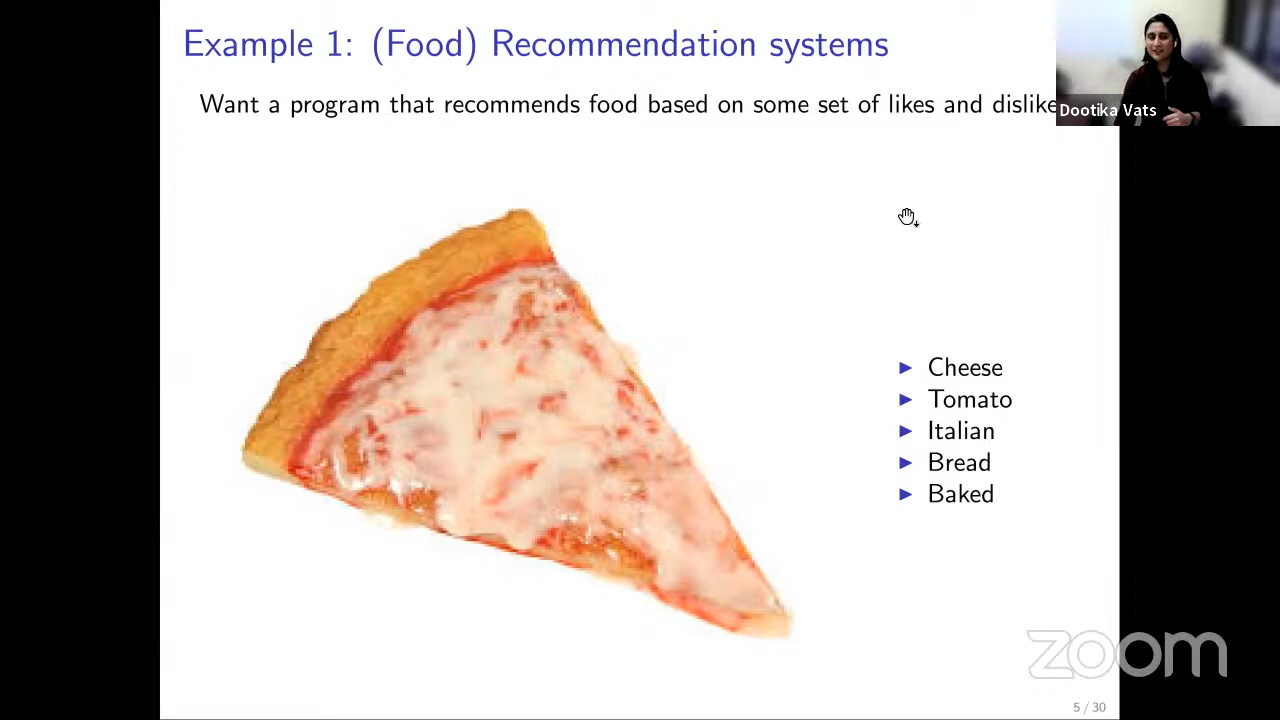 Example 1: (Food) Recommendation systems
Want a program that recommends food based on some set of likes and dislike
Dootika Vats
Cheese
Tomato
Italian
Bread
Baked
zoom
5 / 30